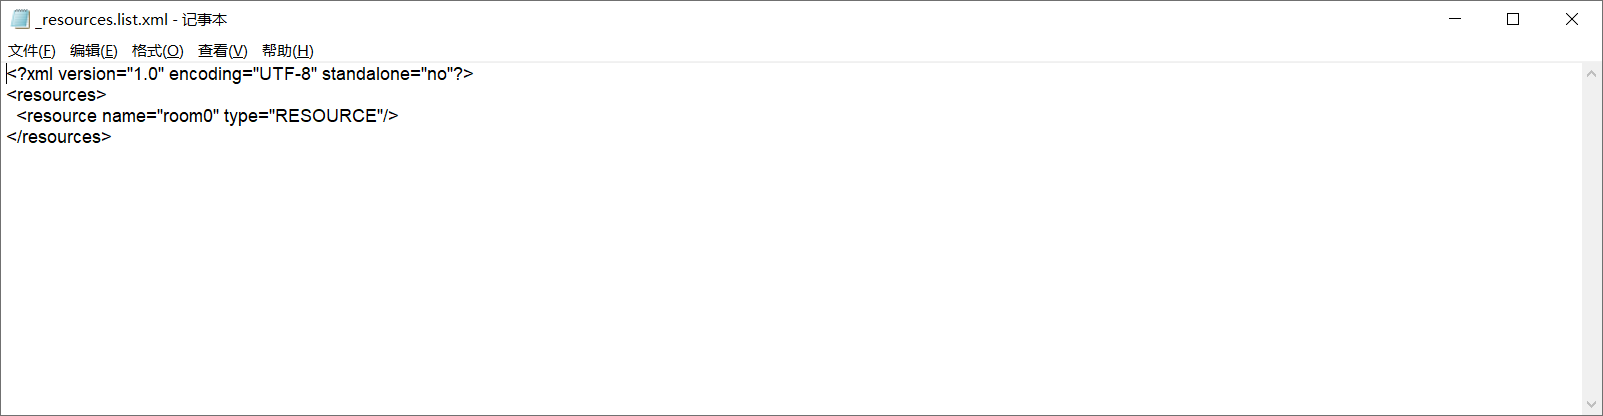 _resources.list.xml - 记事本
文件(F) 编辑(E) 格式(O) 查看(V) 帮助(H)
<?xml version="1.0" encoding="UTF-8" standalone="no"?>
<resources>
  <resource name="room0" type="RESOURCE"/>
</resources>